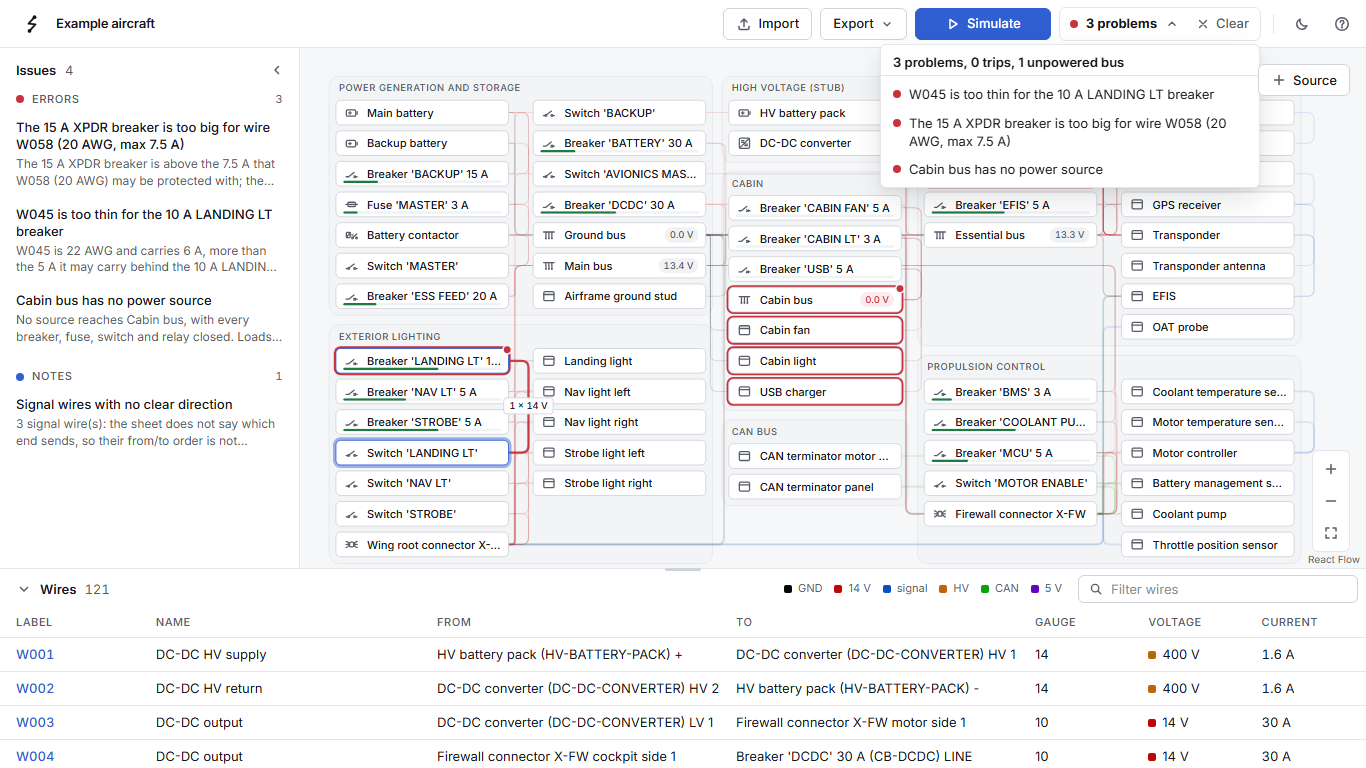 Example aircraft
Import
Export
Simulate
3 problems
Clear
Issues 4
ERRORS 3
The 15 A XPDR breaker is too big for wire
W058 (20 AWG, max 7.5 A)
The 15 A XPDR breaker is above the 7.5 A that
W058 (20 AWG) may be protected with; the...
W045 is too thin for the 10 A LANDING LT
breaker
W045 is 22 AWG and carries 6 A, more than
the 5 A it may carry behind the 10 A LANDIN...
Cabin bus has no power source
No source reaches Cabin bus, with every
breaker, fuse, switch and relay closed. Loads...
NOTES 1
Signal wires with no clear direction
3 signal wire(s): the sheet does not say which
end sends, so their from/to order is not...
3 problems, 0 trips, 1 unpowered bus
W045 is too thin for the 10 A LANDING LT breaker
The 15 A XPDR breaker is too big for wire W058 (20
AWG, max 7.5 A)
Cabin bus has no power source
Source
POWER GENERATION AND STORAGE
Main battery
Backup battery
Breaker 'BACKUP' 15 A
Fuse 'MASTER' 3 A
Battery contactor
Switch 'MASTER'
Breaker 'ESS FEED' 20 A
Switch 'BACKUP'
Breaker 'BATTERY' 30 A
Switch 'AVIONICS MAS...
Breaker 'DCDC' 30 A
Ground bus 0.0 V
Main bus 13.4 V
Airframe ground stud
EXTERIOR LIGHTING
Breaker 'LANDING LT' 1...
Breaker 'NAV LT' 5 A
Breaker 'STROBE' 5 A
Switch 'LANDING LT'
Switch 'NAV LT'
Switch 'STROBE'
Wing root connector X-...
1 × 14 V
Landing light
Nav light left
Nav light right
Strobe light left
Strobe light right
HIGH VOLTAGE (STUB)
HV battery pack
DC-DC converter
CABIN
Breaker 'CABIN FAN' 5 A
Breaker 'CABIN LT' 3 A
Breaker 'USB' 5 A
Cabin bus 0.0 V
Cabin fan
Cabin light
USB charger
CAN BUS
CAN terminator motor ...
CAN terminator panel
Breaker 'EFIS' 5 A
Essential bus 13.3 V
GPS receiver
Transponder
Transponder antenna
EFIS
OAT probe
PROPULSION CONTROL
Breaker 'BMS' 3 A
Breaker 'COOLANT PU...
Breaker 'MCU' 5 A
Switch 'MOTOR ENABLE'
Firewall connector X-FW
Coolant temperature se...
Motor temperature sen...
Motor controller
Battery management s...
Coolant pump
Throttle position sensor
React Flow
Wires 121
GND 14 V signal HV CAN 5 V
Filter wires
LABEL NAME FROM TO GAUGE VOLTAGE CURRENT
W001 DC-DC HV supply HV battery pack (HV-BATTERY-PACK) + DC-DC converter (DC-DC-CONVERTER) HV 1 14 400 V 1.6 A
W002 DC-DC HV return DC-DC converter (DC-DC-CONVERTER) HV 2 HV battery pack (HV-BATTERY-PACK) - 14 400 V 1.6 A
W003 DC-DC output DC-DC converter (DC-DC-CONVERTER) LV 1 Firewall connector X-FW motor side 1 10 14 V 30 A
W004 DC-DC output Firewall connector X-FW cockpit side 1 Breaker 'DCDC' 30 A (CB-DCDC) LINE 10 14 V 30 A